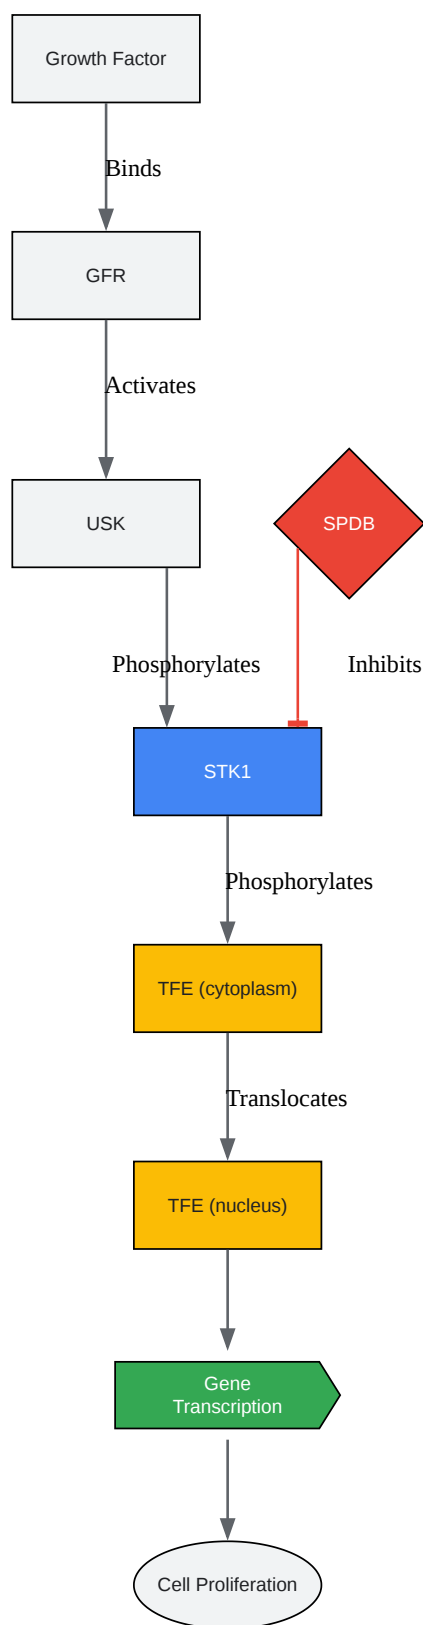 Growth Factor
Binds
GFR
Activates
USK
SPDB
Phosphorylates
Inhibits
STK1
Phosphorylates
TFE (cytoplasm)
Translocates
TFE (nucleus)
Gene
Transcription
Cell Proliferation